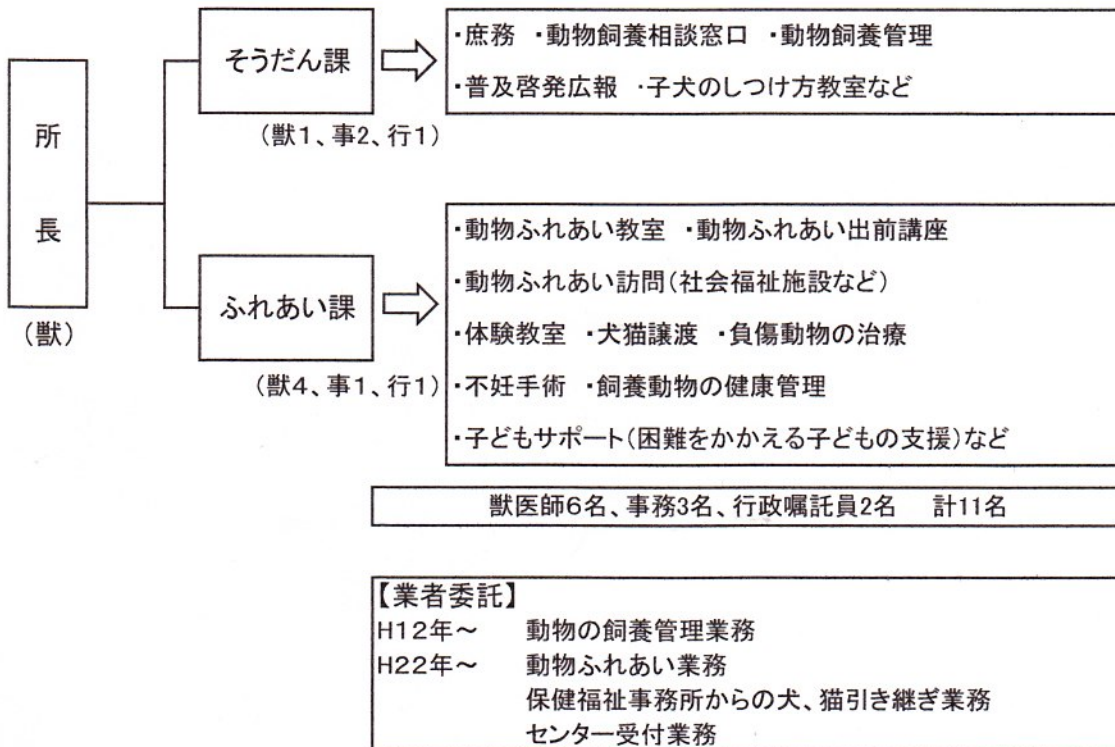 所長
(獣)
そうだん課
(獣1、事2、行1)
・庶務 ・動物飼養相談窓口 ・動物飼養管理
・普及啓発広報 ・子犬のしつけ方教室など
ふれあい課
(獣4、事1、行1)
・動物ふれあい教室 ・動物ふれあい出前講座
・動物ふれあい訪問(社会福祉施設など)
・体験教室 ・犬猫譲渡 ・負傷動物の治療
・不妊手術 ・飼養動物の健康管理
・子どもサポート(困難をかかえる子どもの支援)など
獣医師6名、事務3名、行政嘱託員2名 計11名
【業者委託】
H12年~ 動物の飼養管理業務
H22年~ 動物ふれあい業務
保健福祉事務所からの犬、猫引き継ぎ業務
センター受付業務